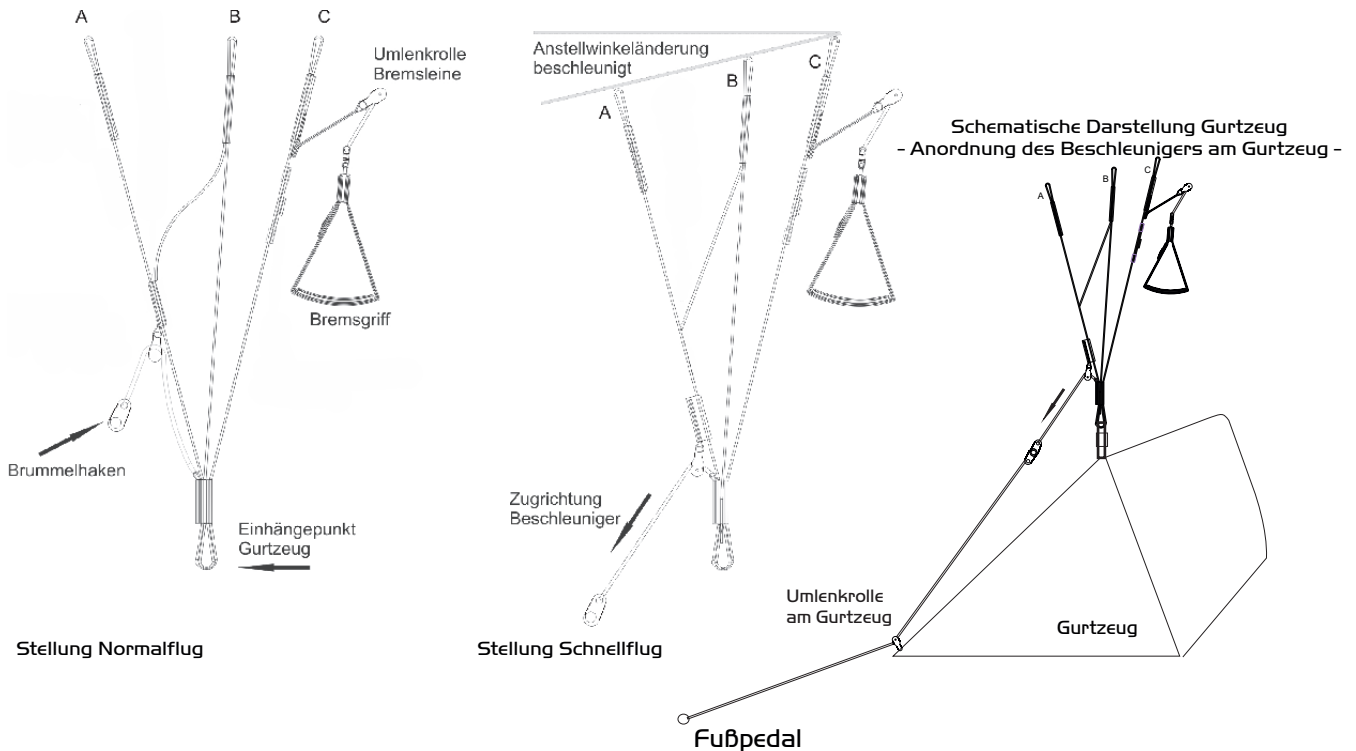 A
B
C
Umlenkrolle
Bremsleine
Bremsgriff
Brummelhaken
Einhängepunkt
Gurtzeug
Stellung Normalflug
Anstellwinkeländerung
beschleunigt
A
B
C
Zugrichtung
Beschleuniger
Stellung Schnellflug
Schematische Darstellung Gurtzeug
- Anordnung des Beschleunigers am Gurtzeug -
A
B
C
Umlenkrolle
am Gurtzeug
Gurtzeug
Fußpedal